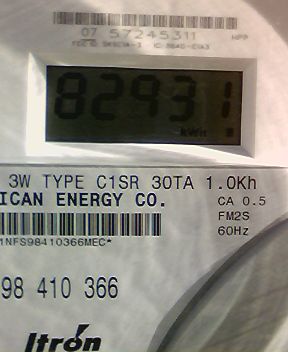 07 57245311
82931
kWh
3W TYPE C1SR 30TA 1.0Kh
ICAN ENERGY CO.
CA 0.5
FM2S
60Hz
1NFS98410366MEC*
98 410 366
Itron